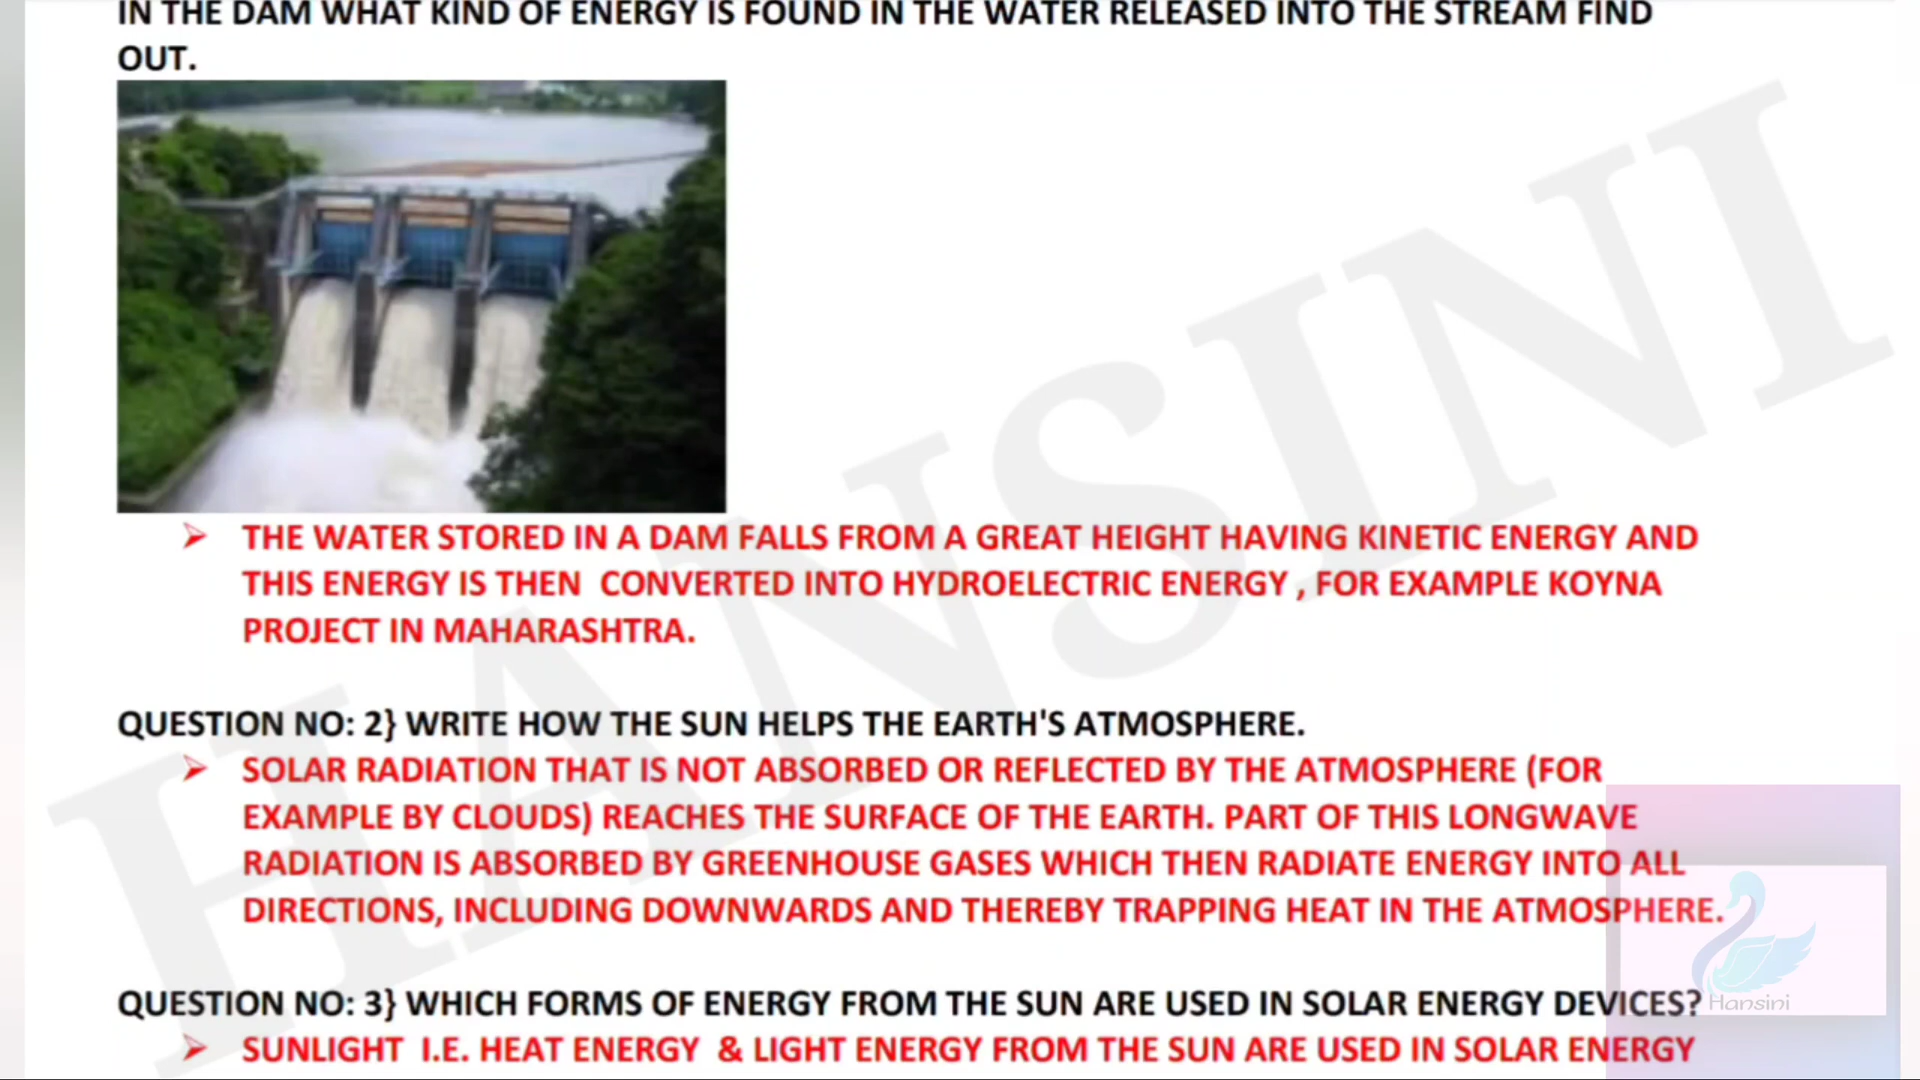 IN THE DAM WHAT KIND OF ENERGY IS FOUND IN THE WATER RELEASED INTO THE STREAM FIND
OUT.
THE WATER STORED IN A DAM FALLS FROM A GREAT HEIGHT HAVING KINETIC ENERGY AND
THIS ENERGY IS THEN CONVERTED INTO HYDROELECTRIC ENERGY , FOR EXAMPLE KOYNA
PROJECT IN MAHARASHTRA.
QUESTION NO: 2} WRITE HOW THE SUN HELPS THE EARTH'S ATMOSPHERE.
SOLAR RADIATION THAT IS NOT ABSORBED OR REFLECTED BY THE ATMOSPHERE (FOR
EXAMPLE BY CLOUDS) REACHES THE SURFACE OF THE EARTH. PART OF THIS LONGWAVE
RADIATION IS ABSORBED BY GREENHOUSE GASES WHICH THEN RADIATE ENERGY INTO ALL
DIRECTIONS, INCLUDING DOWNWARDS AND THEREBY TRAPPING HEAT IN THE ATMOSPHERE.
QUESTION NO: 3} WHICH FORMS OF ENERGY FROM THE SUN ARE USED IN SOLAR ENERGY DEVICES?
SUNLIGHT I.E. HEAT ENERGY & LIGHT ENERGY FROM THE SUN ARE USED IN SOLAR ENERGY
HANSINI
Hansini